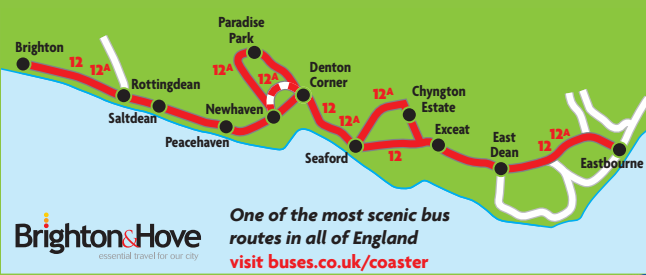 Paradise
Park
Brighton
12
12A
Rottingdean
Saltdean
Peacehaven
Newhaven
12A
12A
Denton
Corner
12
12A
Seaford
12A
Chyngton
Estate
12
Exceat
East
Dean
12
12A
Eastbourne
Brighton&Hove
essential travel for our city
One of the most scenic bus
routes in all of England
visit buses.co.uk/coaster